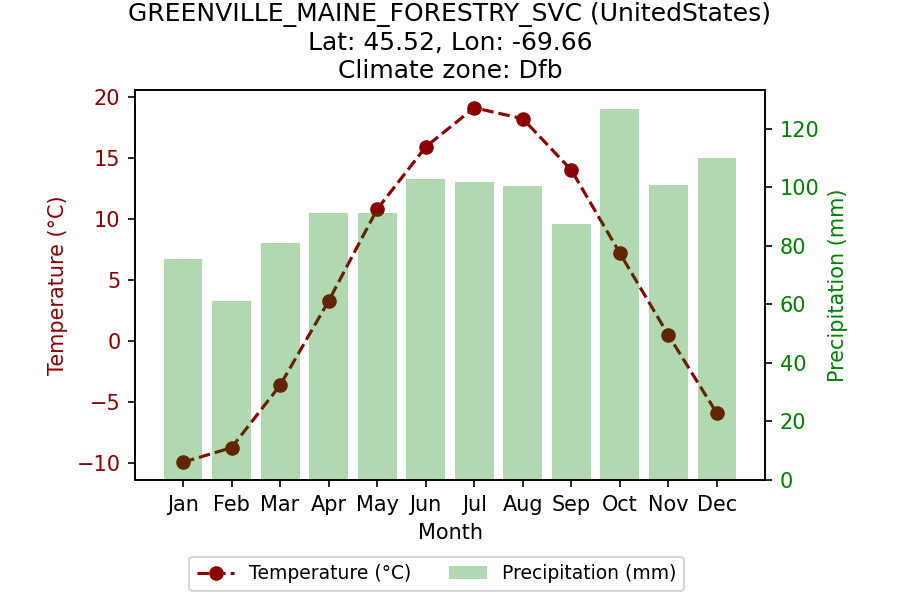 GREENVILLE_MAINE_FORESTRY_SVC (UnitedStates)
Lat: 45.52, Lon: -69.66
Climate zone: Dfb
Temperature (°C)
20
15
10
5
0
−5
−10
120
100
80
60
40
20
0
Precipitation (mm)
Jan Feb Mar Apr May Jun Jul Aug Sep Oct Nov Dec
Month
Temperature (°C) Precipitation (mm)